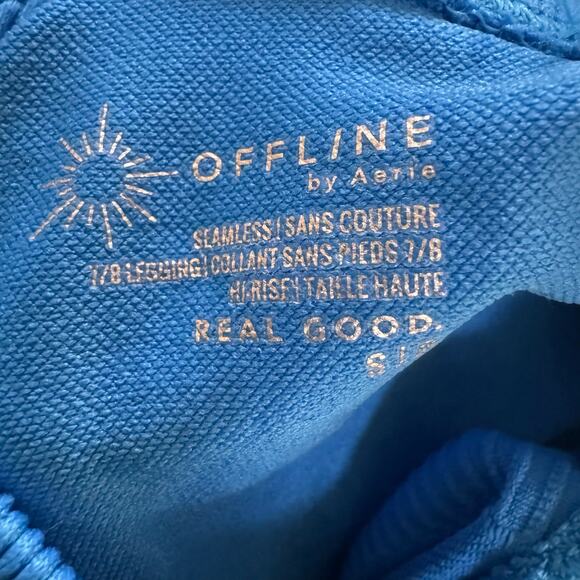 OFFLINE
by Aerie
SEAMLESS | SANS COUTURE
7/8 LEGGING | COLLANT SANS PIEDS 7/8
HI-RISE | TAILLE HAUTE
REAL GOOD.
S